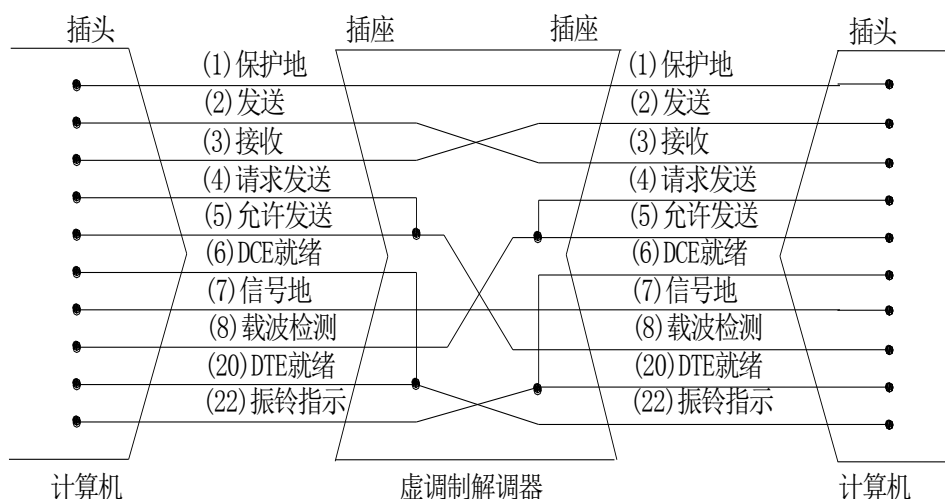 插头
插座
插座
插头
(1)保护地
(1)保护地
(2)发送
(2)发送
(3)接收
(3)接收
(4)请求发送
(4)请求发送
(5)允许发送
(5)允许发送
(6)DCE就绪
(6)DCE就绪
(7)信号地
(7)信号地
(8)载波检测
(8)载波检测
(20)DTE就绪
(20)DTE就绪
(22)振铃指示
(22)振铃指示
计算机
虚调制解调器
计算机